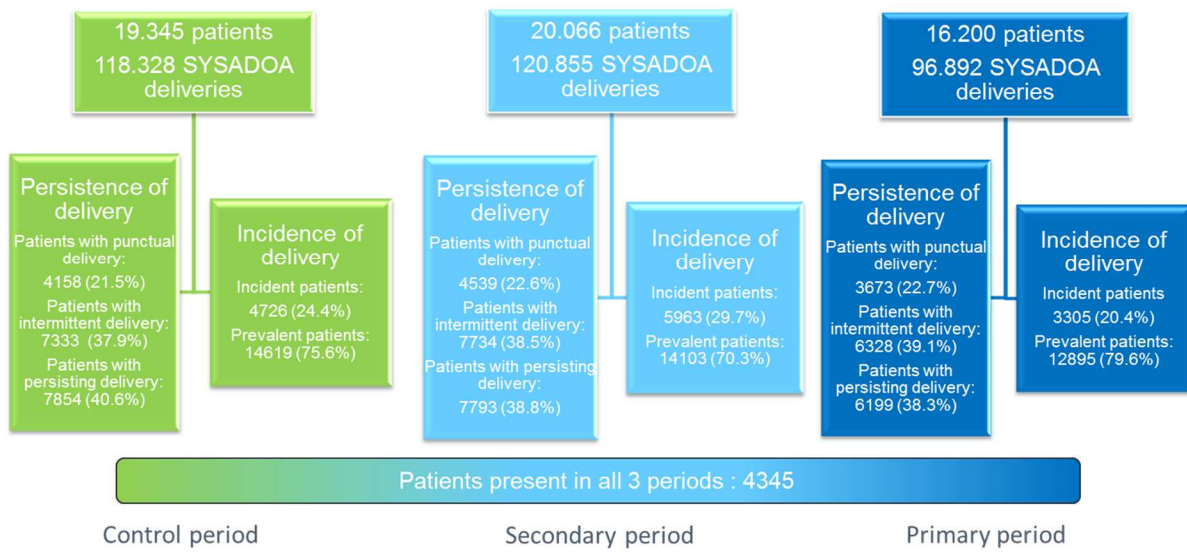 19.345 patients
118.328 SYSADOA
deliveries
Persistence of
delivery
Patients with punctual
delivery:
4158 (21.5%)
Patients with
intermittent delivery:
7333 (37.9%)
Patients with
persisting delivery:
7854 (40.6%)
Incidence of
delivery
Incident patients:
4726 (24.4%)
Prevalent patients:
14619 (75.6%)
20.066 patients
120.855 SYSADOA
deliveries
Persistence of
delivery
Patients with punctual
delivery:
4539 (22.6%)
Patients with
intermittent delivery:
7734 (38.5%)
Patients with persisting
delivery:
7793 (38.8%)
Incidence of
delivery
Incident patients:
5963 (29.7%)
Prevalent patients:
14103 (70.3%)
16.200 patients
96.892 SYSADOA
deliveries
Persistence of
delivery
Patients with punctual
delivery:
3673 (22.7%)
Patients with
intermittent delivery:
6328 (39.1%)
Patients with
persisting delivery:
6199 (38.3%)
Incidence of
delivery
Incident patients
3305 (20.4%)
Prevalent patients:
12895 (79.6%)
Patients present in all 3 periods : 4345
Control period
Secondary period
Primary period